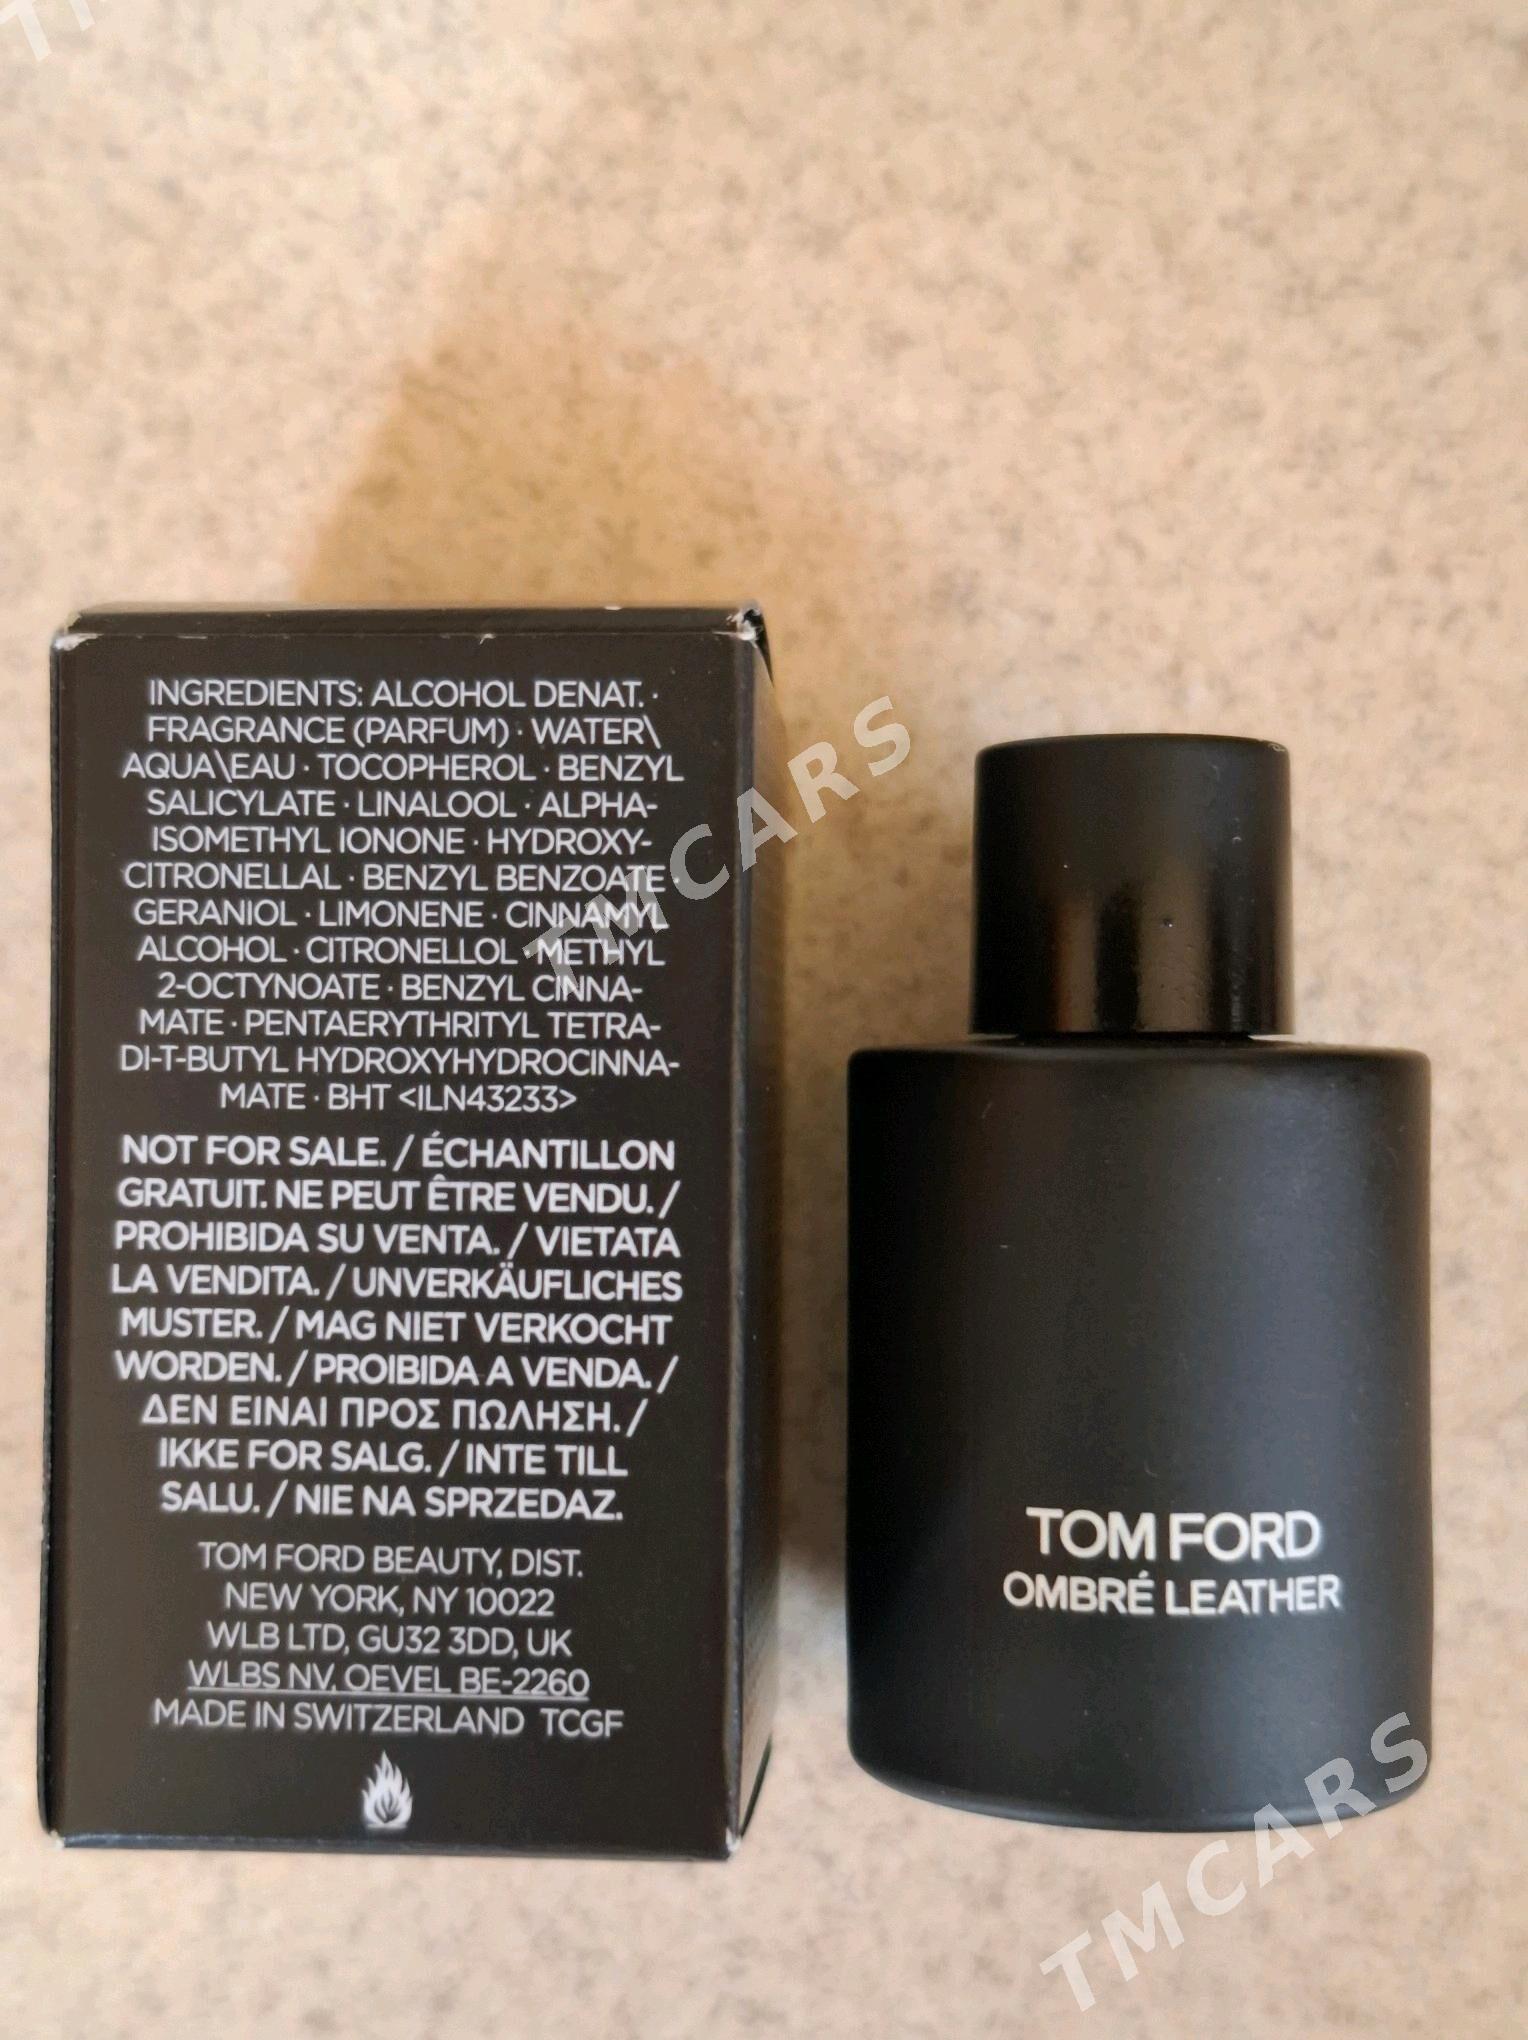 INGREDIENTS: ALCOHOL DENAT. ·
FRAGRANCE (PARFUM) · WATER\
AQUA\EAU · TOCOPHEROL · BENZYL
SALICYLATE · LINALOOL · ALPHA-
ISOMETHYL IONONE · HYDROXY-
CITRONELLAL · BENZYL BENZOATE ·
GERANIOL · LIMONENE · CINNAMYL
ALCOHOL · CITRONELLOL · METHYL
2-OCTYNOATE · BENZYL CINNA-
MATE · PENTAERYTHRITYL TETRA-
DI-T-BUTYL HYDROXYHYDROCINNA-
MATE · BHT <ILN43233>
NOT FOR SALE. / ÉCHANTILLON
GRATUIT. NE PEUT ÊTRE VENDU. /
PROHIBIDA SU VENTA. / VIETATA
LA VENDITA. / UNVERKÄUFLICHES
MUSTER. / MAG NIET VERKOCHT
WORDEN. / PROIBIDA A VENDA. /
ΔΕΝ ΕΙΝΑΙ ΠΡΟΣ ΠΩΛΗΣΗ. /
IKKE FOR SALG. / INTE TILL
SALU. / NIE NA SPRZEDAZ.
TOM FORD BEAUTY, DIST.
NEW YORK, NY 10022
WLB LTD, GU32 3DD, UK
WLBS NV, OEVEL BE-2260
MADE IN SWITZERLAND TCGF
TOM FORD
OMBRÉ LEATHER
TMCARS
TMCARS